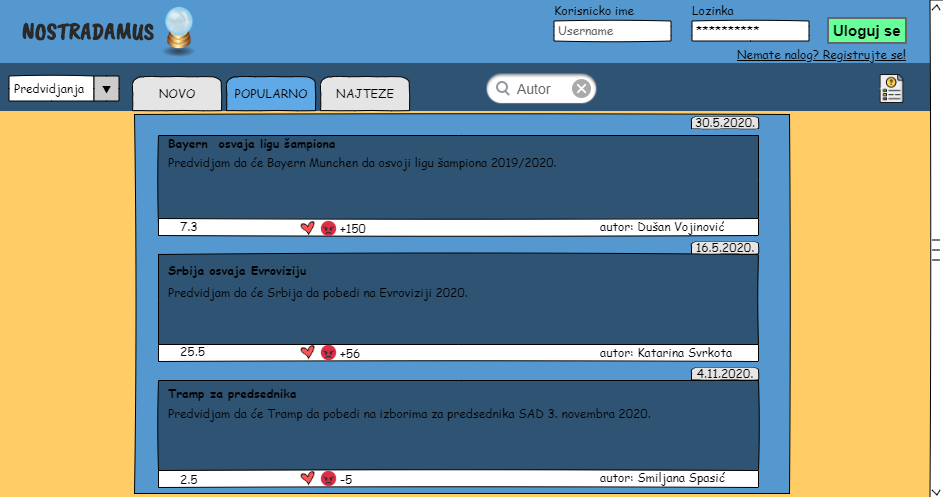 NOSTRADAMUS
Korisnicko ime
Lozinka
Username
**********
Uloguj se
Nemate nalog? Registrujte se!
Predvidjanja
NOVO
POPULARNO
NAJTEZE
Autor
30.5.2020.
Bayern osvaja ligu šampiona
Predvidjam da će Bayern Munchen da osvoji ligu šampiona 2019/2020.
7.3
+150
autor: Dušan Vojinović
16.5.2020.
Srbija osvaja Evroviziju
Predvidjam da će Srbija da pobedi na Evroviziji 2020.
25.5
+56
autor: Katarina Svrkota
4.11.2020.
Tramp za predsednika
Predvidjam da će Tramp da pobedi na izborima za predsednika SAD 3. novembra 2020.
2.5
-5
autor: Smiljana Spasić